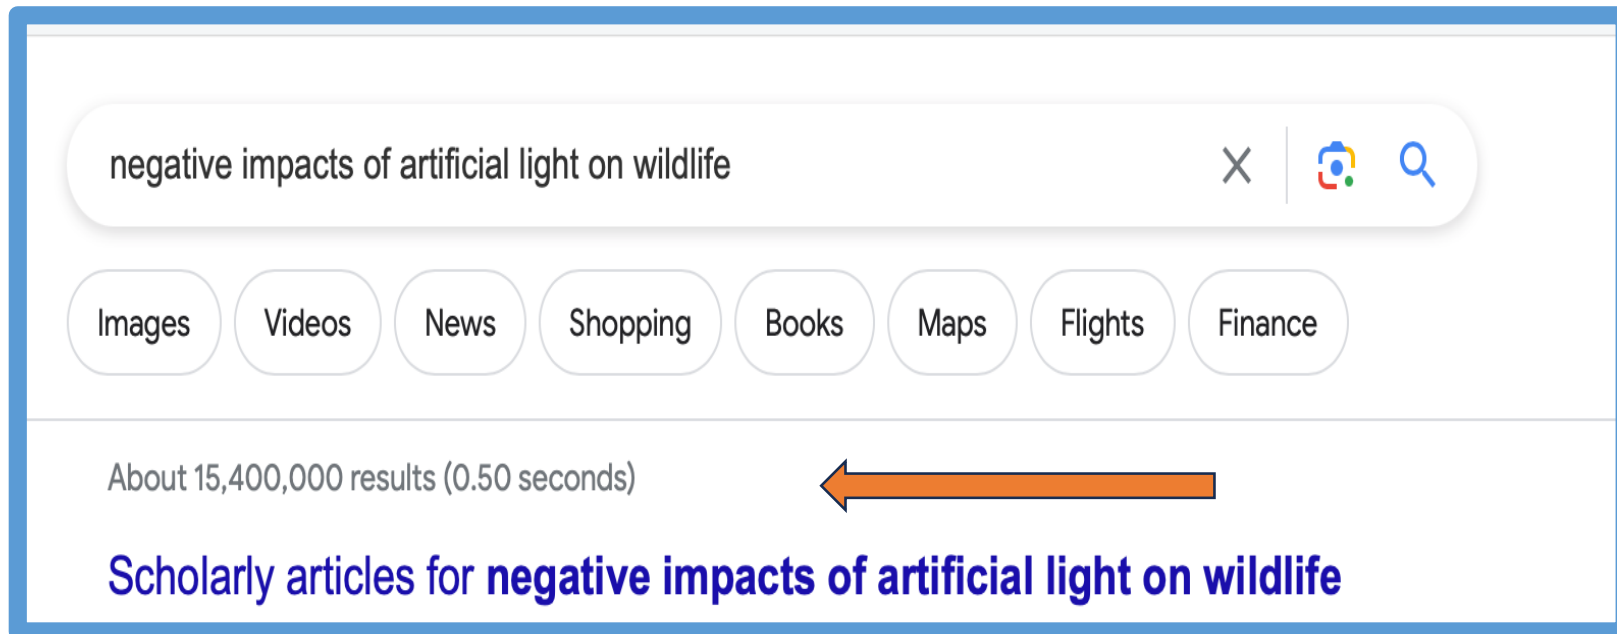 negative impacts of artificial light on wildlife
Images Videos News Shopping Books Maps Flights Finance
About 15,400,000 results (0.50 seconds)
Scholarly articles for negative impacts of artificial light on wildlife